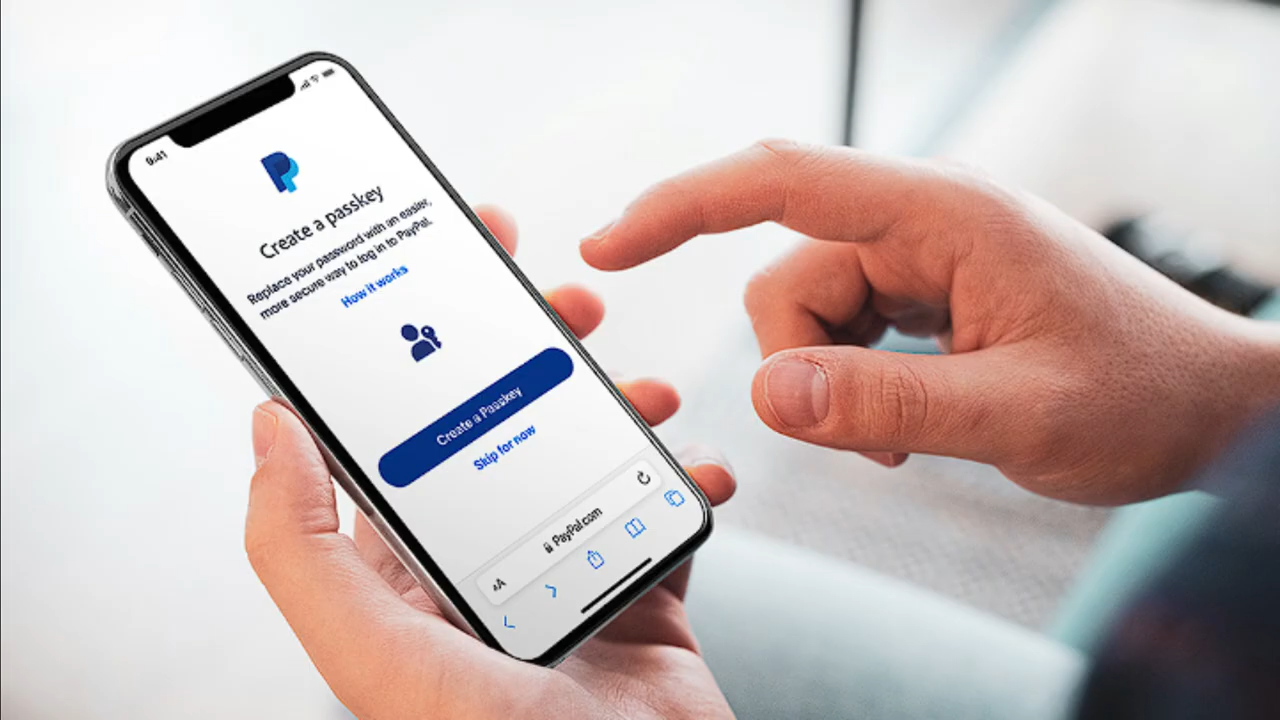 9:41
Create a passkey
Replace your password with an easier,
more secure way to log in to PayPal.
How it works
Create a Passkey
Skip for now
AA PayPal.com